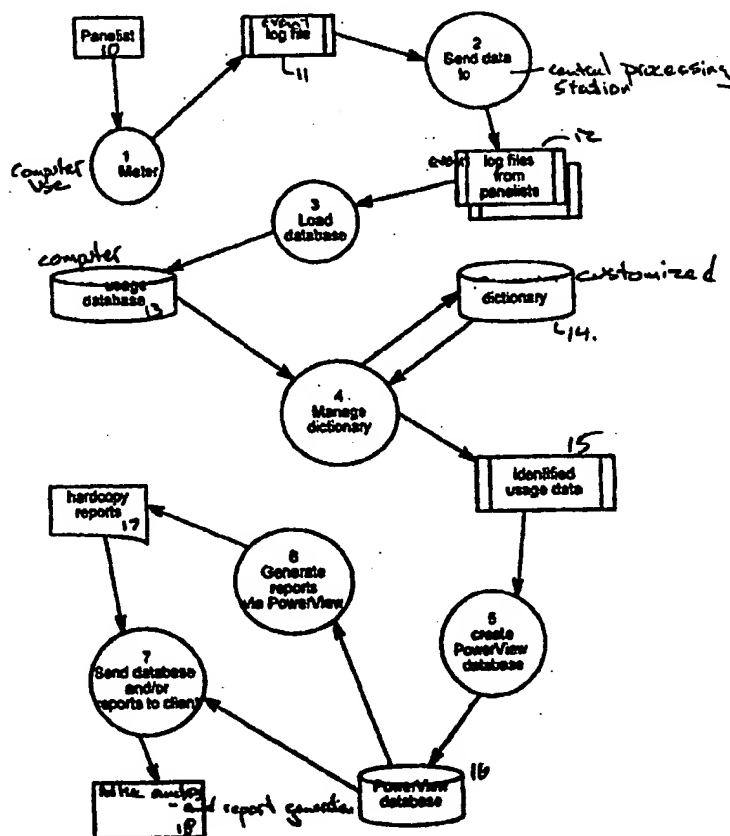 Panelist
10
event
log file
11
2
Send data
to
central processing
station
1
Meter
computer
use
12
event
log files
from
panelists
3
Load
database
computer
usage
database
13
customized
dictionary
14.
4
Manage
dictionary
15
identified
usage data
hardcopy
reports
17
6
Generate
reports
via PowerView
5
create
PowerView
database
7
Send database
and/or
reports to client
16
PowerView
database
and report generation
18